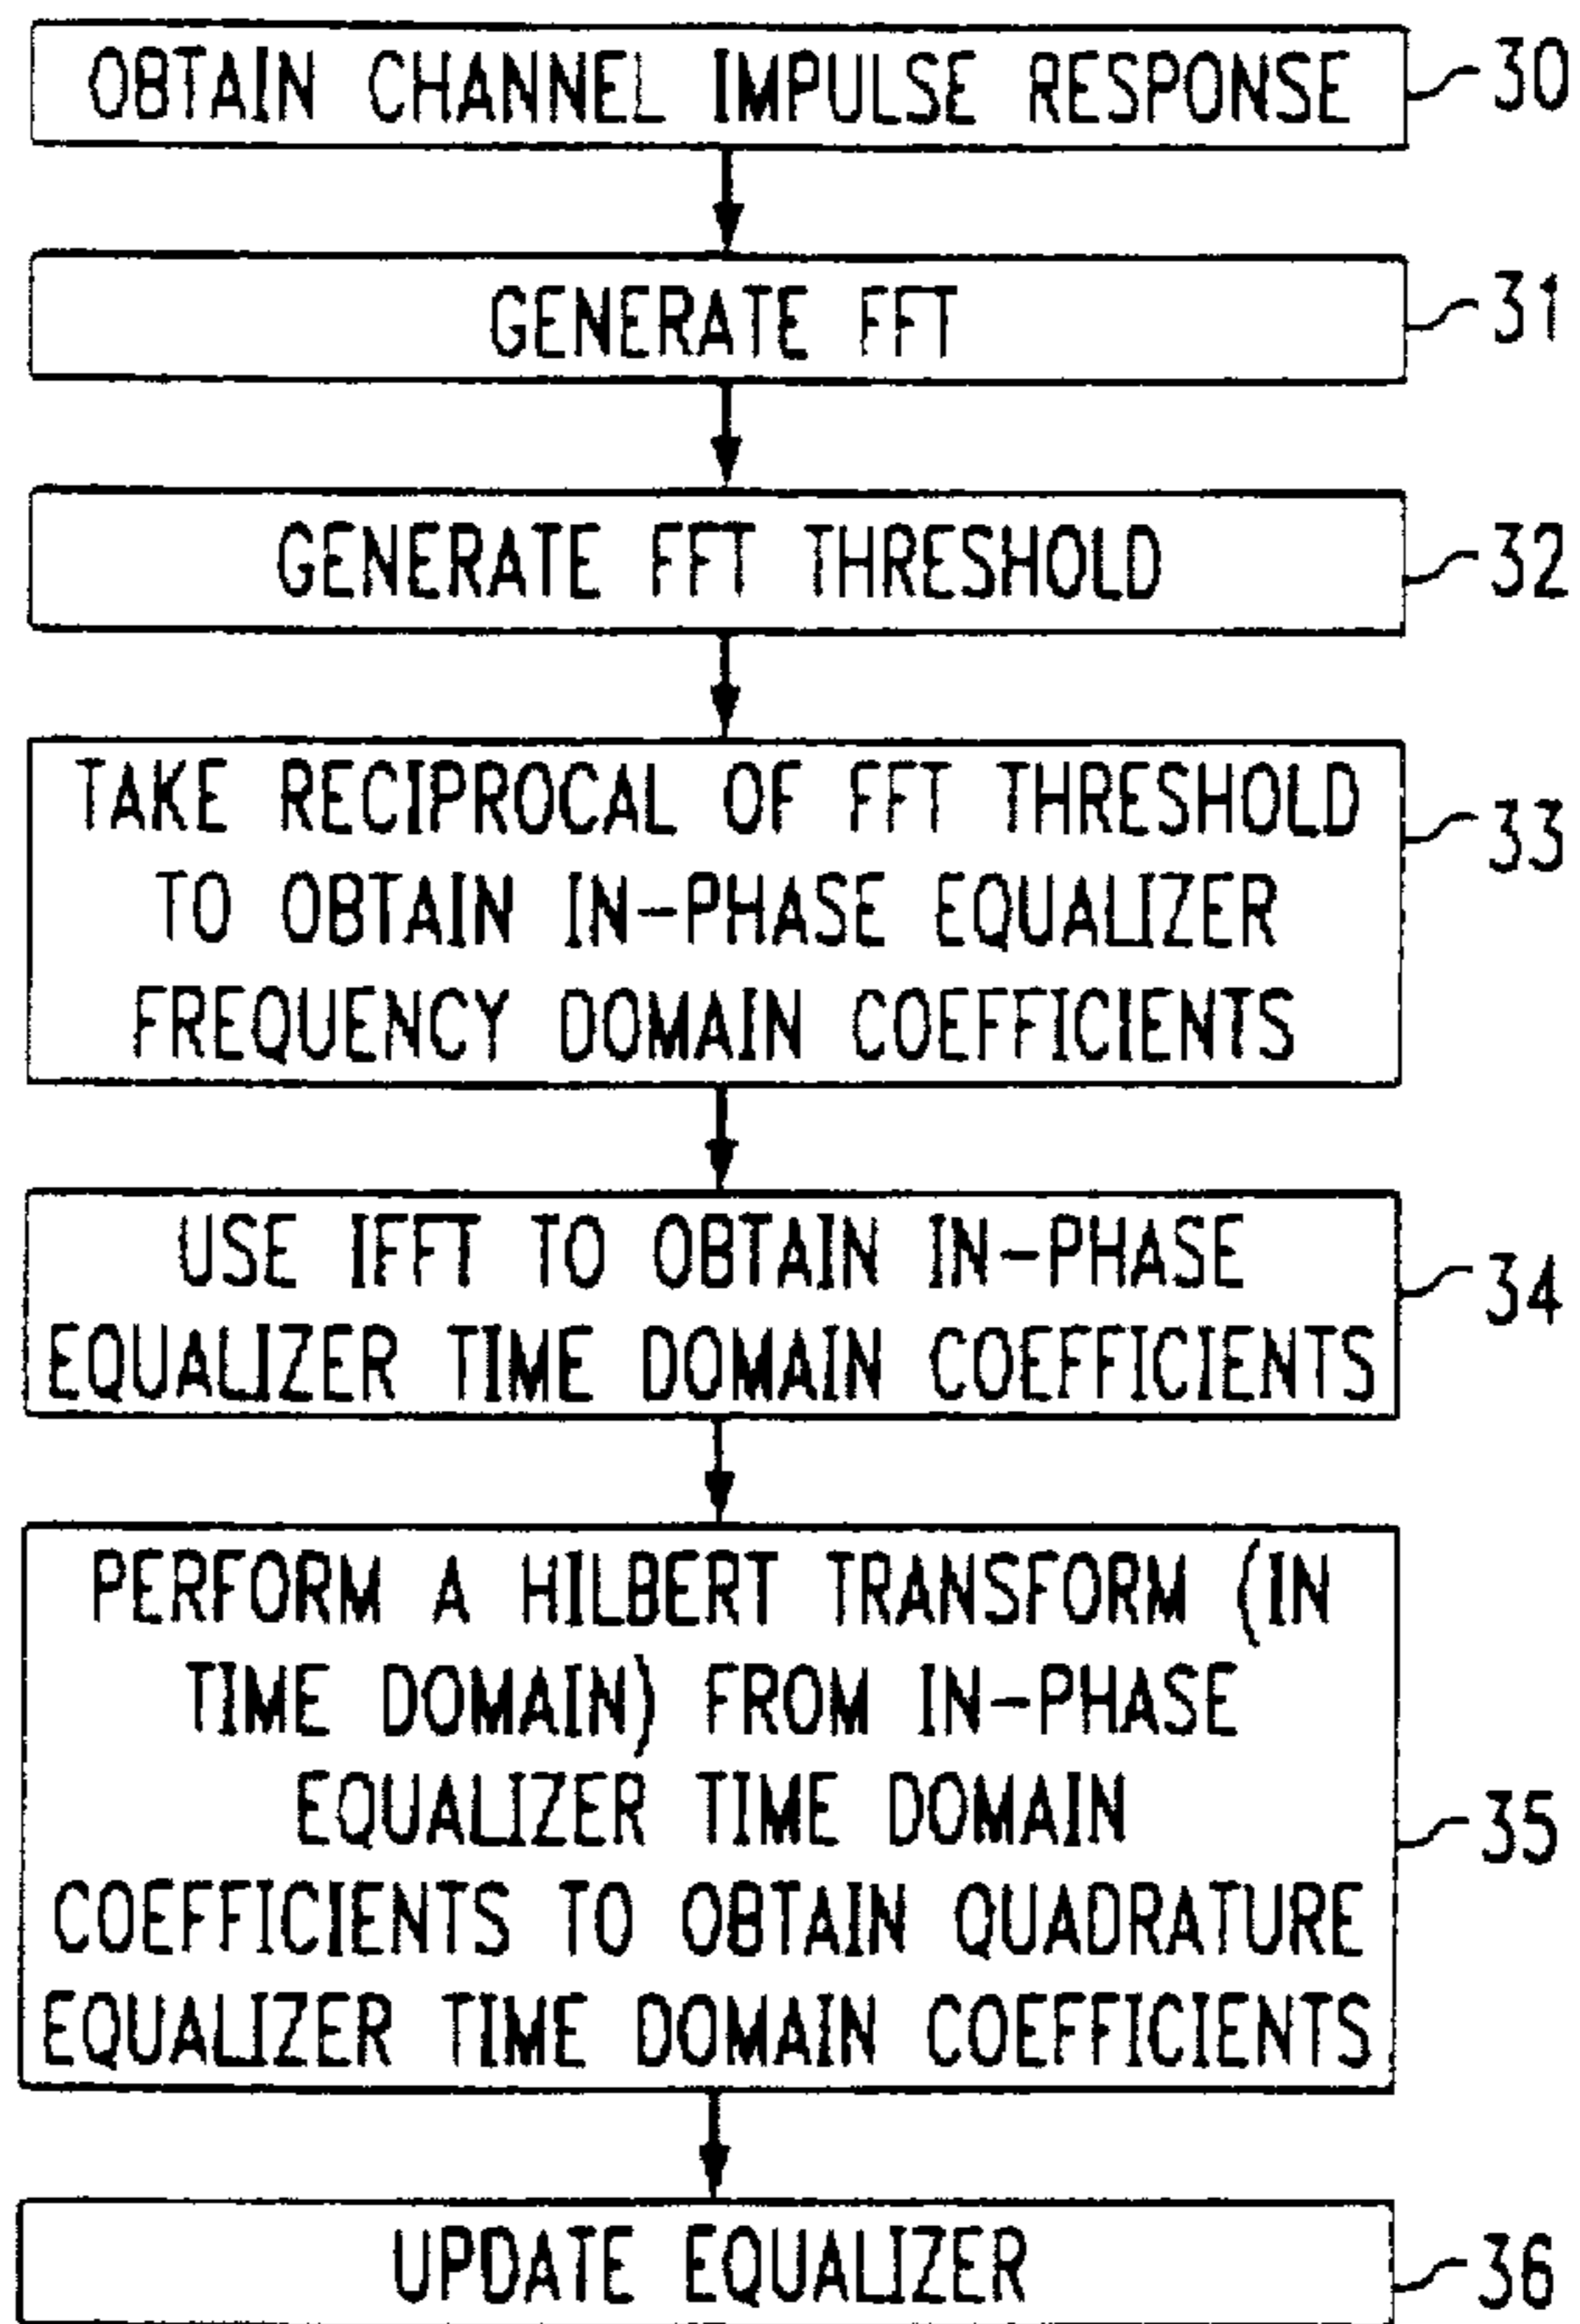 OBTAIN CHANNEL IMPULSE RESPONSE
30
GENERATE FFT
31
GENERATE FFT THRESHOLD
32
TAKE RECIPROCAL OF FFT THRESHOLD
TO OBTAIN IN-PHASE EQUALIZER
FREQUENCY DOMAIN COEFFICIENTS
33
USE IFFT TO OBTAIN IN-PHASE
EQUALIZER TIME DOMAIN COEFFICIENTS
34
PERFORM A HILBERT TRANSFORM (IN
TIME DOMAIN) FROM IN-PHASE
EQUALIZER TIME DOMAIN
COEFFICIENTS TO OBTAIN QUADRATURE
EQUALIZER TIME DOMAIN COEFFICIENTS
35
UPDATE EQUALIZER
36